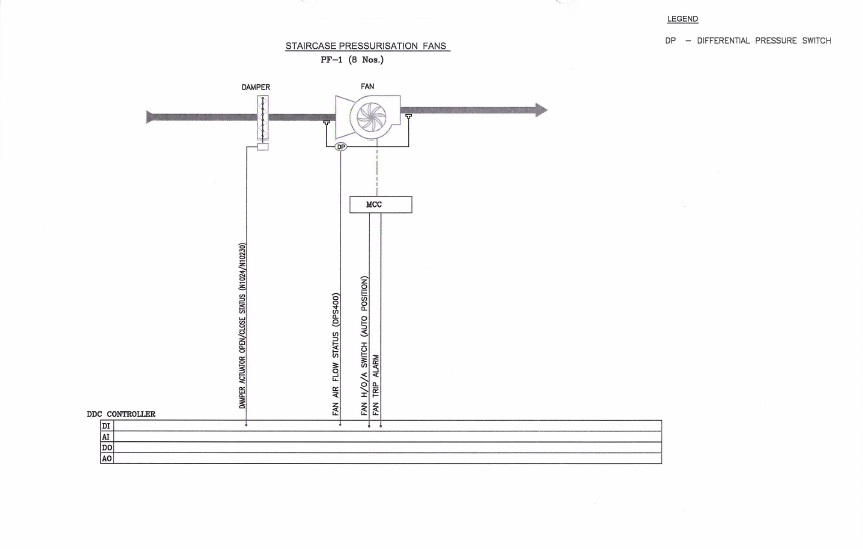 LEGEND
DP – DIFFERENTIAL PRESSURE SWITCH
STAIRCASE PRESSURISATION FANS
PF-1 (8 Nos.)
DAMPER
FAN
DP
MCC
DAMPER ACTUATOR OPEN/CLOSE STATUS (N1024/N10230)
FAN AIR FLOW STATUS (DPS400)
FAN H/O/A SWITCH (AUTO POSITION)
FAN TRIP ALARM
DDC CONTROLLER
DI
AI
DO
AO